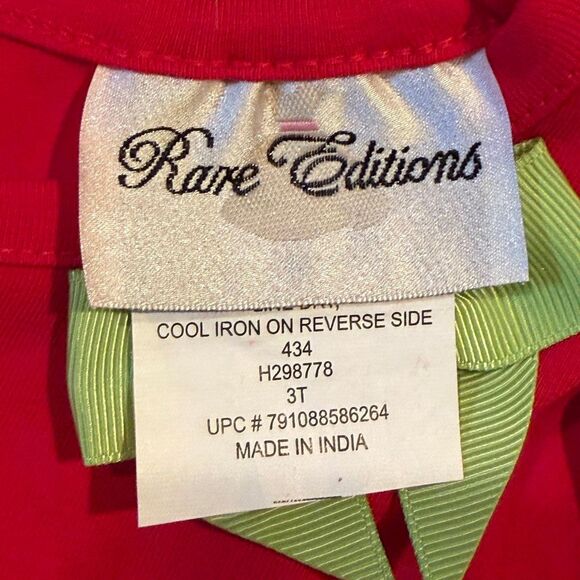 Rare Editions
COOL IRON ON REVERSE SIDE
434
H298778
3T
UPC # 791088586264
MADE IN INDIA